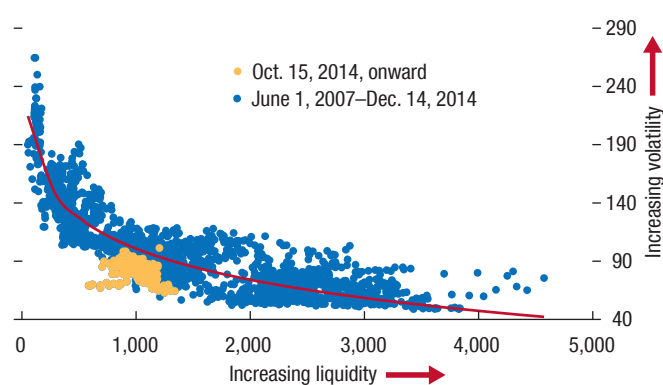 290
240
190
140
90
40
Increasing volatility
Oct. 15, 2014, onward
June 1, 2007–Dec. 14, 2014
0 1,000 2,000 3,000 4,000 5,000
Increasing liquidity